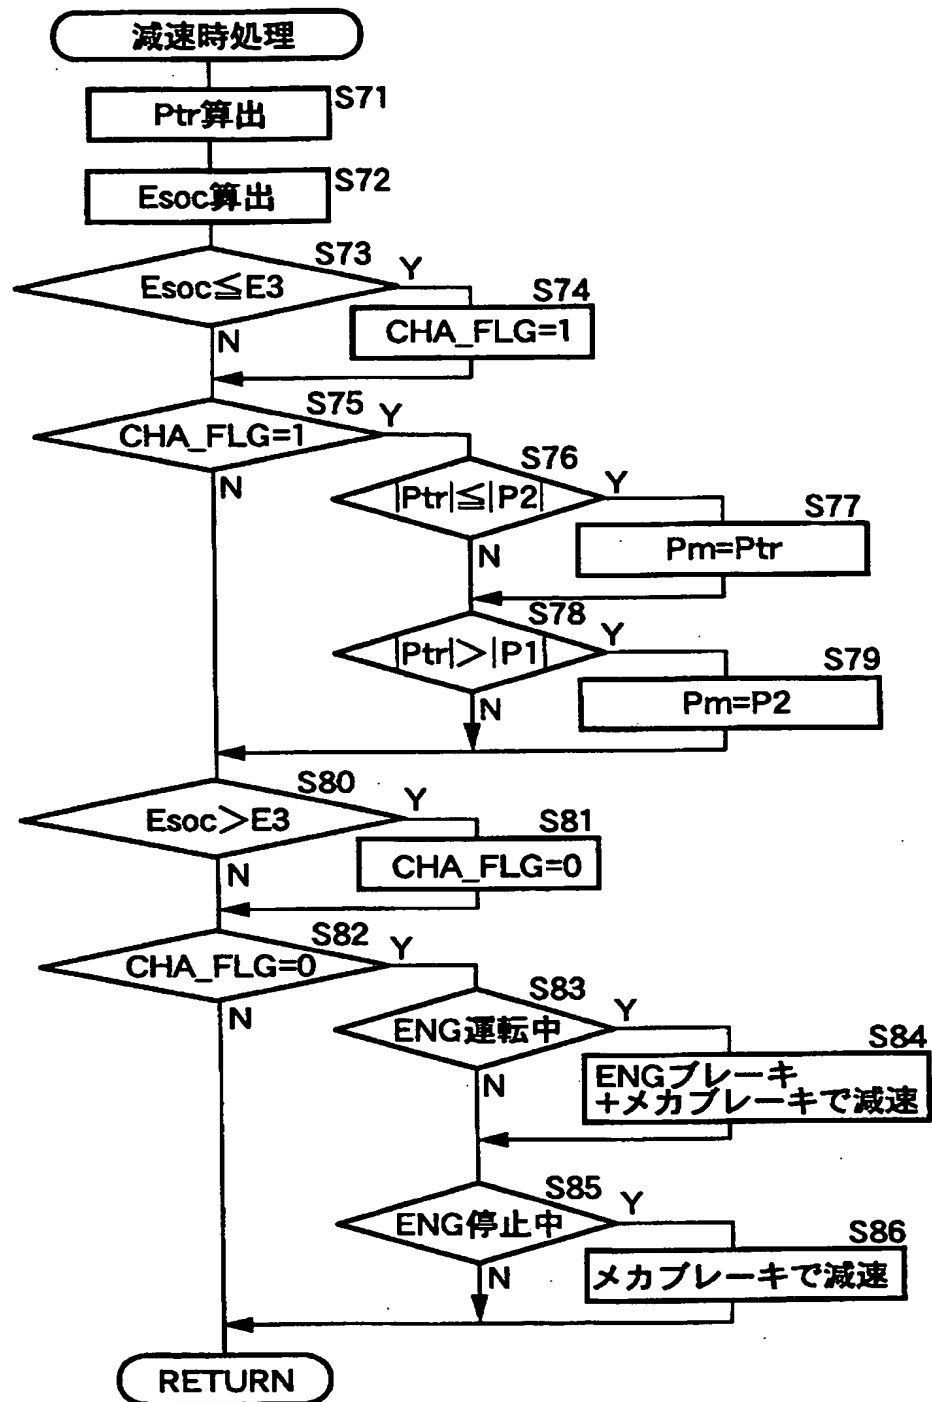 減速時処理
S71
Ptr算出
S72
Esoc算出
S73
Esoc≦E3
Y
N
S74
CHA_FLG=1
S75
CHA_FLG=1
Y
N
S76
|Ptr|≦|P2|
Y
N
S77
Pm=Ptr
S78
|Ptr|>|P1|
Y
N
S79
Pm=P2
S80
Esoc>E3
Y
N
S81
CHA_FLG=0
S82
CHA_FLG=0
Y
N
S83
ENG運転中
Y
N
S84
ENGブレーキ
+メカブレーキで減速
S85
ENG停止中
Y
N
S86
メカブレーキで減速
RETURN